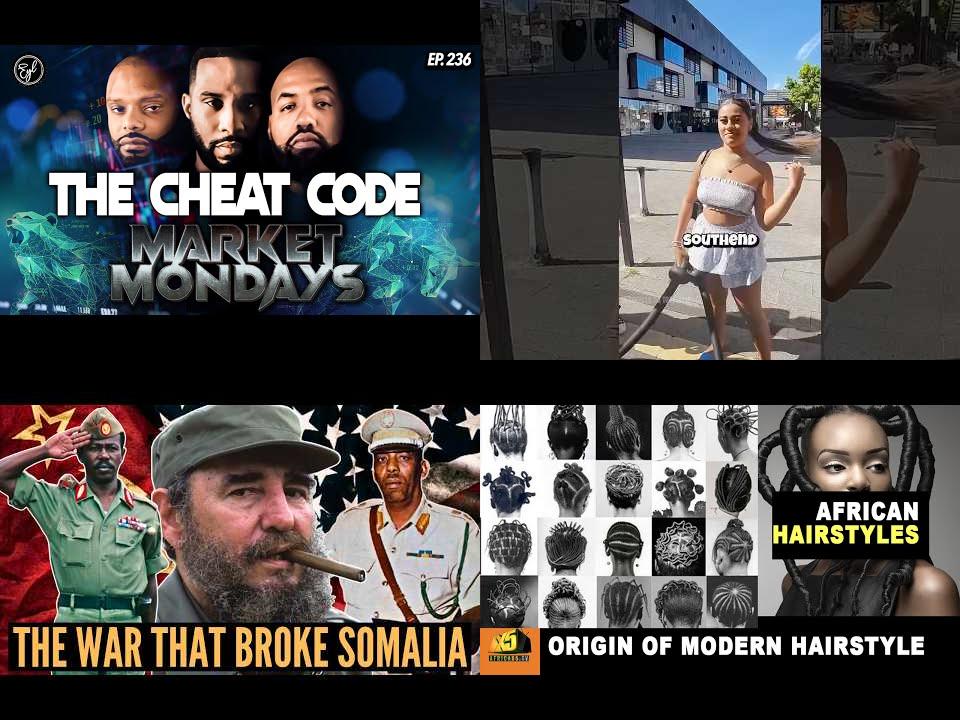 Eyl
EP. 236
THE CHEAT CODE
MARKET
MONDAYS
SOUTHEND
THE WAR THAT BROKE SOMALIA
AFRICAN
HAIRSTYLES
ORIGIN OF MODERN HAIRSTYLE